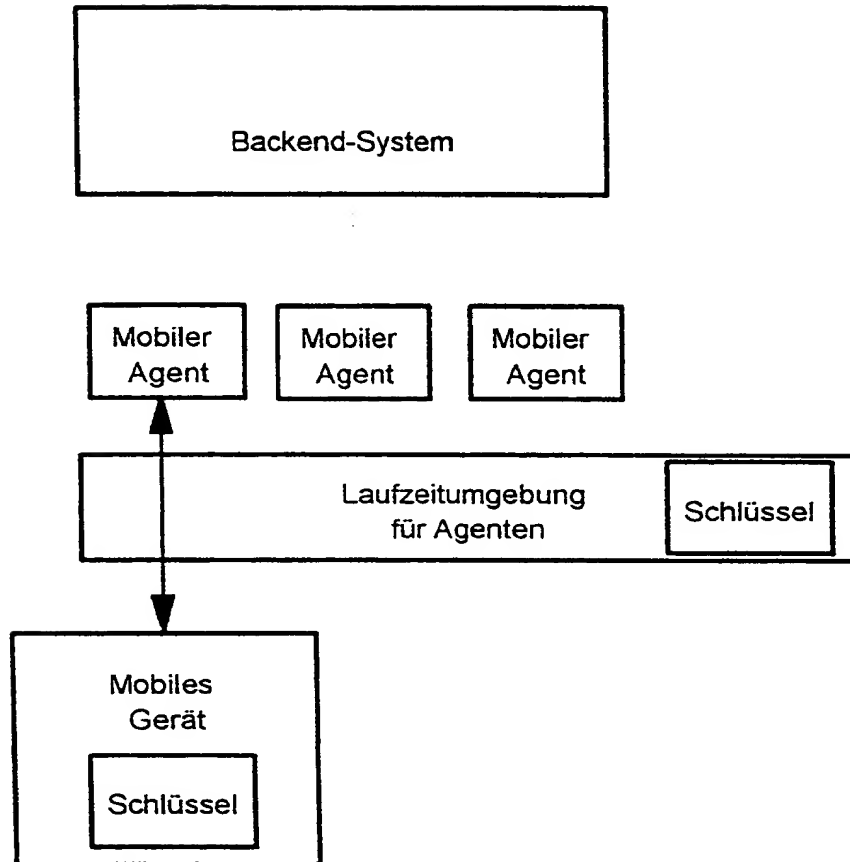 Backend-System
Mobiler
Agent
Mobiler
Agent
Mobiler
Agent
Laufzeitumgebung
für Agenten
Schlüssel
Mobiles
Gerät
Schlüssel